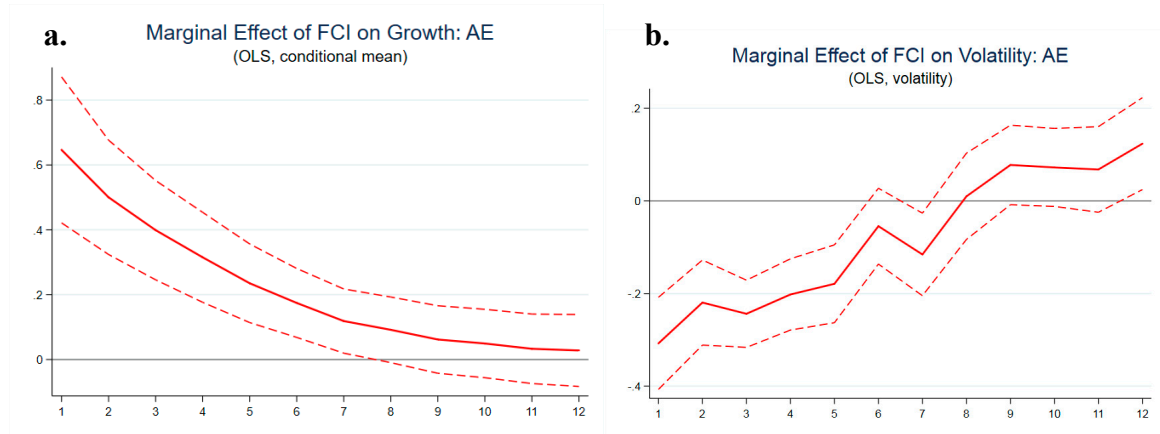 a.
Marginal Effect of FCI on Growth: AE
(OLS, conditional mean)
.8
.6
.4
.2
0
1 2 3 4 5 6 7 8 9 10 11 12
b.
Marginal Effect of FCI on Volatility: AE
(OLS, volatility)
.2
0
-.2
-.4
1 2 3 4 5 6 7 8 9 10 11 12